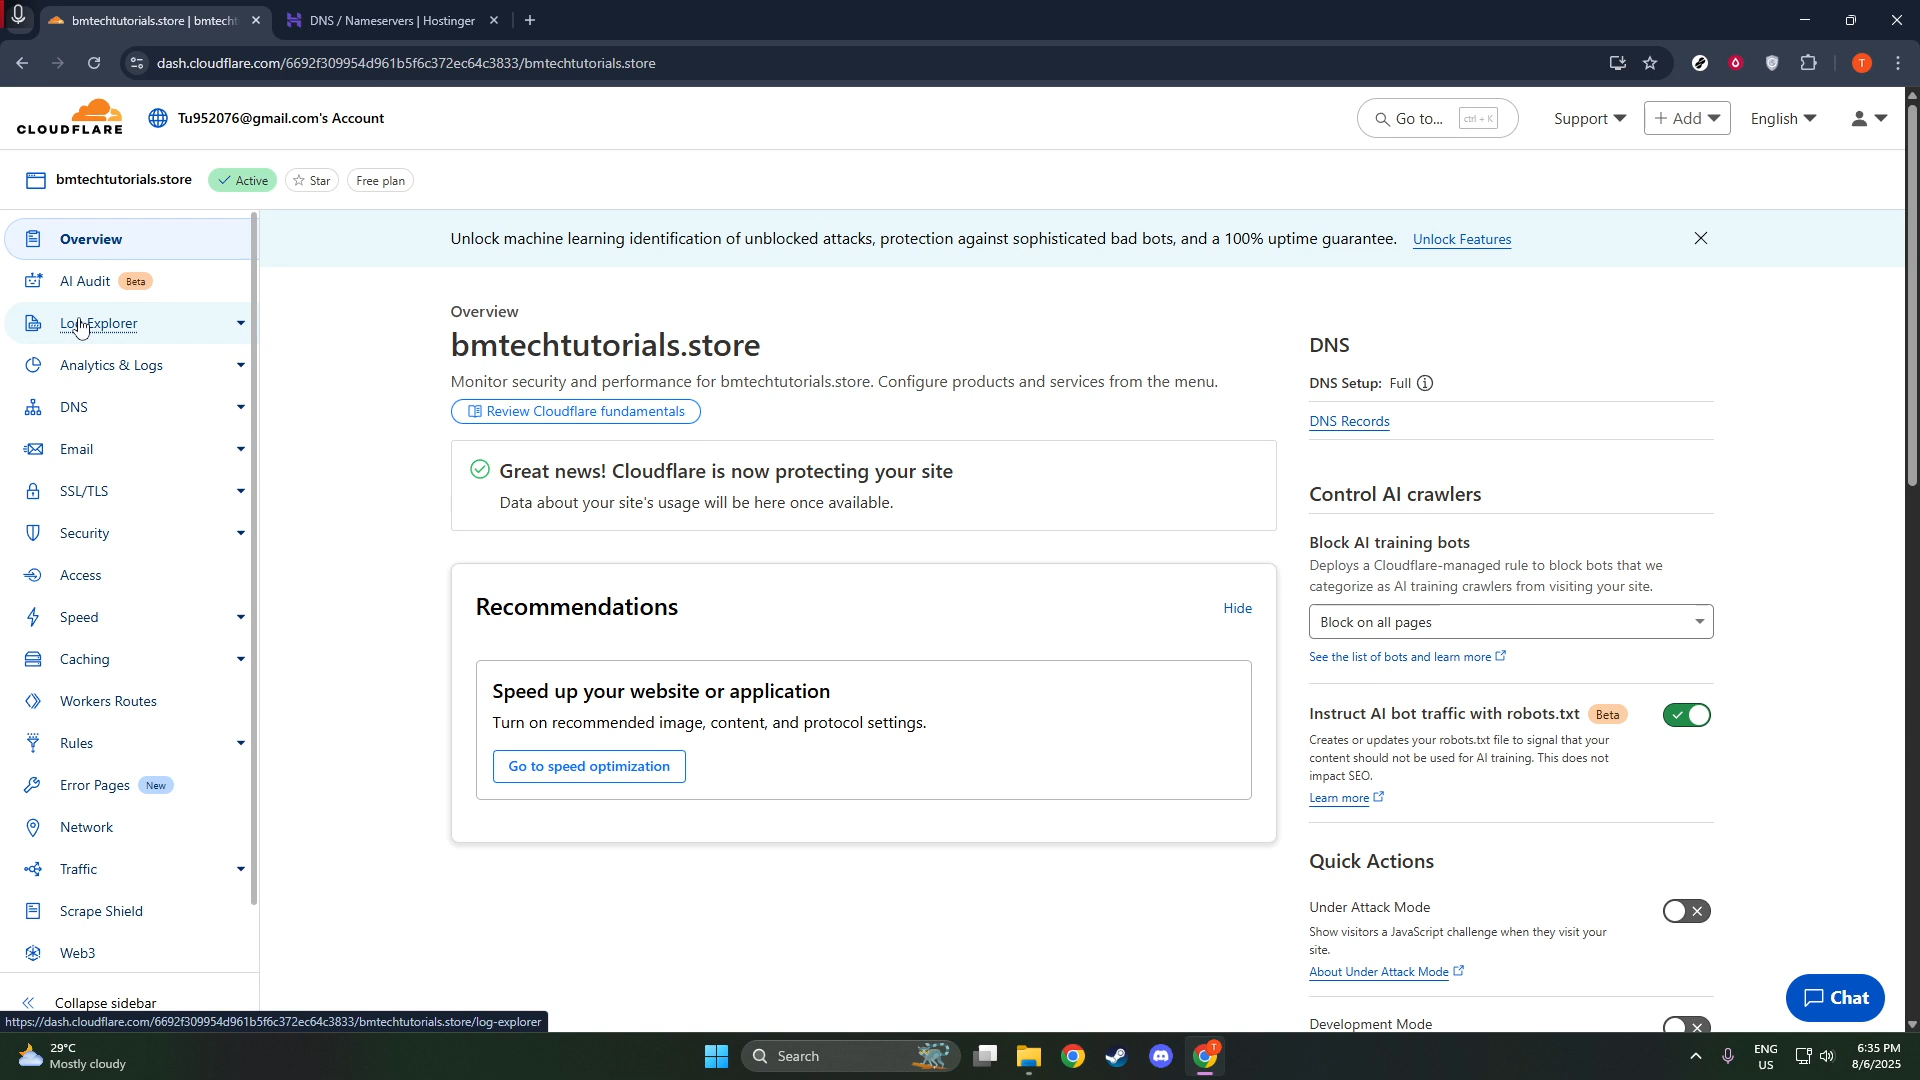 bmtechtutorials.store | bmtecht
DNS / Nameservers | Hostinger
dash.cloudflare.com/6692f309954d961b5f6c372ec64c3833/bmtechtutorials.store
T
CLOUDFLARE
Tu952076@gmail.com's Account
Go to...
ctrl + K
Support
+ Add
English
bmtechtutorials.store
Active
Star
Free plan
Overview
AI Audit
Beta
Log Explorer
Analytics & Logs
DNS
Email
SSL/TLS
Security
Access
Speed
Caching
Workers Routes
Rules
Error Pages
New
Network
Traffic
Scrape Shield
Web3
Collapse sidebar
Unlock machine learning identification of unblocked attacks, protection against sophisticated bad bots, and a 100% uptime guarantee. Unlock Features
Overview
bmtechtutorials.store
Monitor security and performance for bmtechtutorials.store. Configure products and services from the menu.
Review Cloudflare fundamentals
Great news! Cloudflare is now protecting your site
Data about your site's usage will be here once available.
Recommendations
Hide
Speed up your website or application
Turn on recommended image, content, and protocol settings.
Go to speed optimization
DNS
DNS Setup: Full
DNS Records
Control AI crawlers
Block AI training bots
Deploys a Cloudflare-managed rule to block bots that we
categorize as AI training crawlers from visiting your site.
Block on all pages
See the list of bots and learn more
Instruct AI bot traffic with robots.txt
Beta
Creates or updates your robots.txt file to signal that your
content should not be used for AI training. This does not
impact SEO.
Learn more
Quick Actions
Under Attack Mode
Show visitors a JavaScript challenge when they visit your
site.
About Under Attack Mode
Development Mode
Chat
https://dash.cloudflare.com/6692f309954d961b5f6c372ec64c3833/bmtechtutorials.store/log-explorer
29°C
Mostly cloudy
Search
T
ENG
US
6:35 PM
8/6/2025